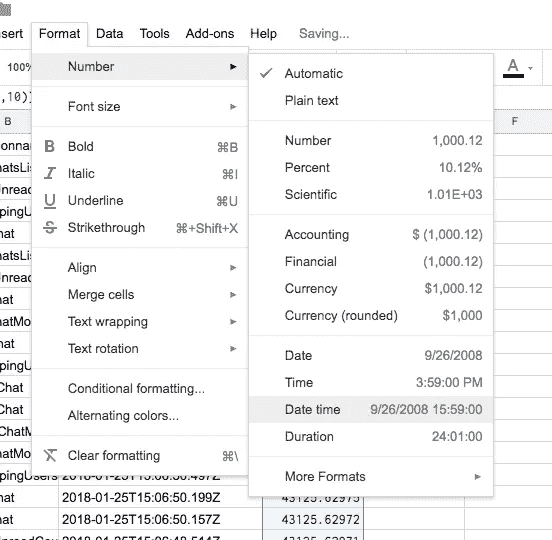 sert Format Data Tools Add-ons Help Saving...
100%
Number
,10))
B
F
Font size
Bold ⌘B
Italic ⌘I
Underline ⌘U
Strikethrough ⌘+Shift+X
Align
Merge cells
Text wrapping
Text rotation
Conditional formatting...
Alternating colors...
Clear formatting ⌘\
Automatic
Plain text
Number 1,000.12
Percent 10.12%
Scientific 1.01E+03
Accounting $ (1,000.12)
Financial (1,000.12)
Currency $1,000.12
Currency (rounded) $1,000
Date 9/26/2008
Time 3:59:00 PM
Date time 9/26/2008 15:59:00
Duration 24:01:00
More Formats
onnar
atsLis
Unread
pingU
hat
atsLis
Unread
hat
atMo
hat
pingU
Chat
Chat
ChatM
atMo
pingUsers 2018-01-25T15:06:50.497Z
hat 2018-01-25T15:06:50.199Z 43125.62975
hat 2018-01-25T15:06:50.157Z 43125.62972